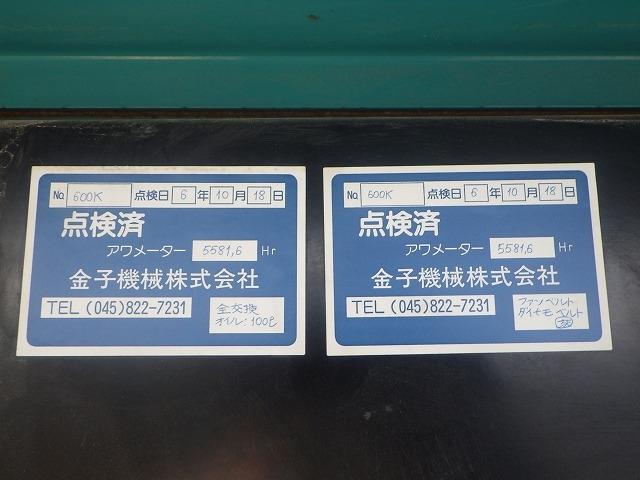 No. 600K 点検日 6 年 10 月 18 日
点検済
アワメーター 5581,6 Hr
金子機械株式会社
TEL (045)822-7231
全交換
オイル:100ℓ
No. 600K 点検日 6 年 10 月 18 日
点検済
アワメーター 5581,6 Hr
金子機械株式会社
TEL (045)822-7231
ファンベルト
ダイナモ ベルト